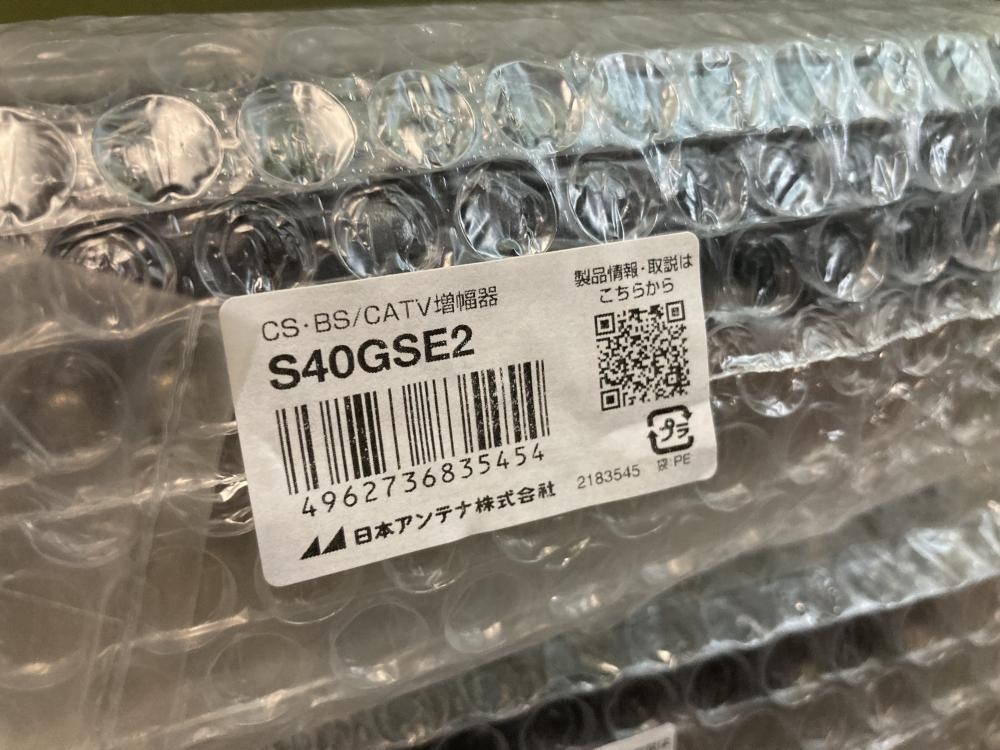 CS・BS/CATV増幅器
S40GSE2
4962736835454
日本アンテナ株式会社
製品情報・取説は
こちらから
プラ
袋:PE
2183545